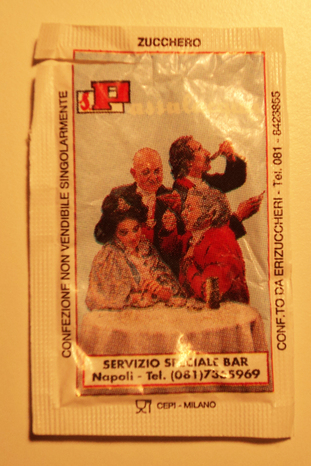 ZUCCHERO
CONFEZIONE NON VENDIBILE SINGOLARMENTE
CONF.TO DA ERIZUCCHERI - Tel. 081 - 8423855
SERVIZIO SPECIALE BAR
Napoli - Tel. (081)7355969
CEPI - MILANO